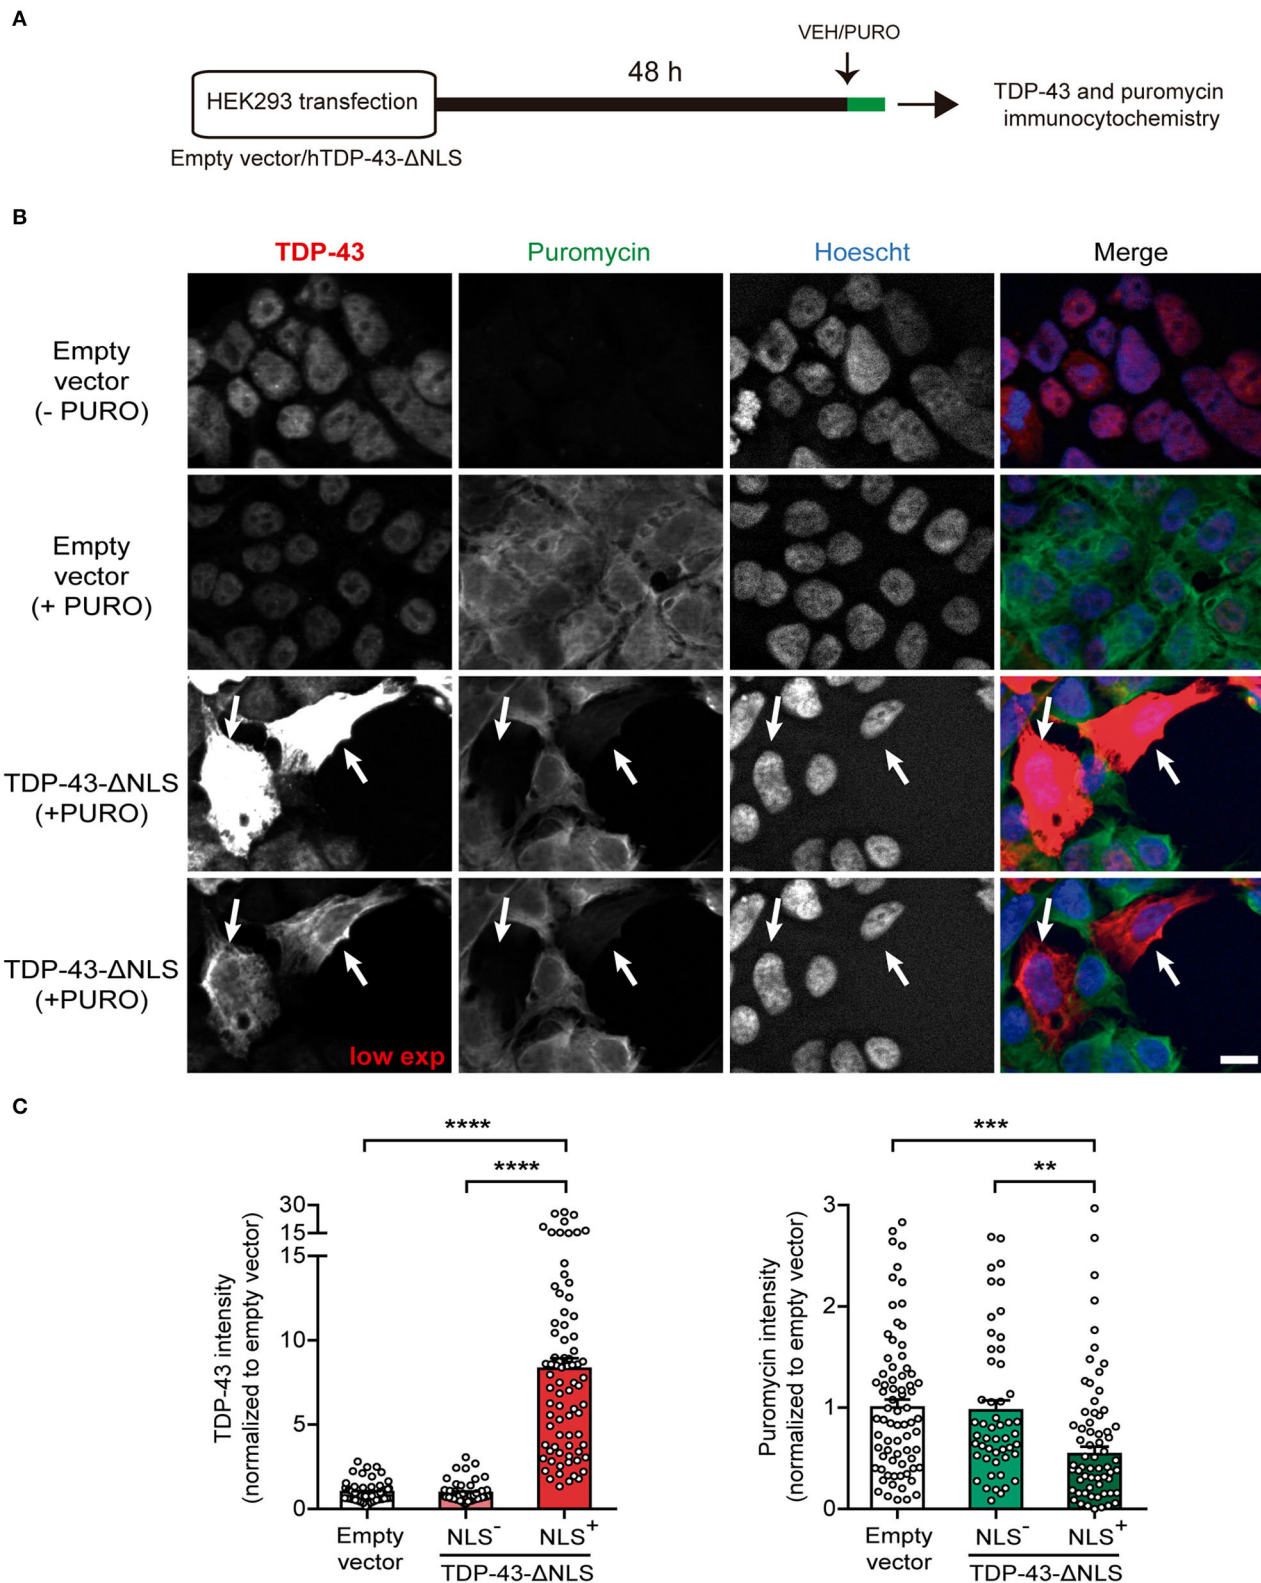 A
VEH/PURO
48 h
HEK293 transfection
TDP-43 and puromycin
immunocytochemistry
Empty vector/hTDP-43-ΔNLS
B
TDP-43
Puromycin
Hoescht
Merge
Empty
vector
(- PURO)
Empty
vector
(+ PURO)
TDP-43-ΔNLS
(+PURO)
TDP-43-ΔNLS
(+PURO)
low exp
C
****
****
TDP-43 intensity
(normalized to empty vector)
30
15
15
10
5
0
Empty
vector
NLS⁻
NLS⁺
TDP-43-ΔNLS
***
**
Puromycin intensity
(normalized to empty vector)
3
2
1
0
Empty
vector
NLS⁻
NLS⁺
TDP-43-ΔNLS